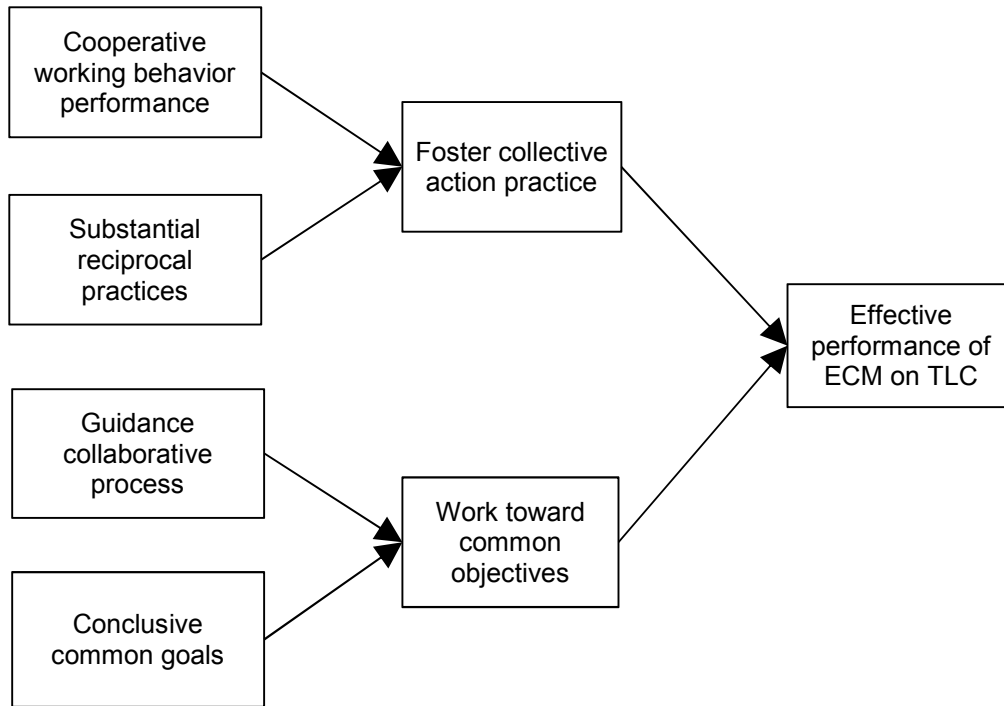 Cooperative
working behavior
performance
Substantial
reciprocal
practices
Guidance
collaborative
process
Conclusive
common goals
Foster collective
action practice
Work toward
common
objectives
Effective
performance of
ECM on TLC